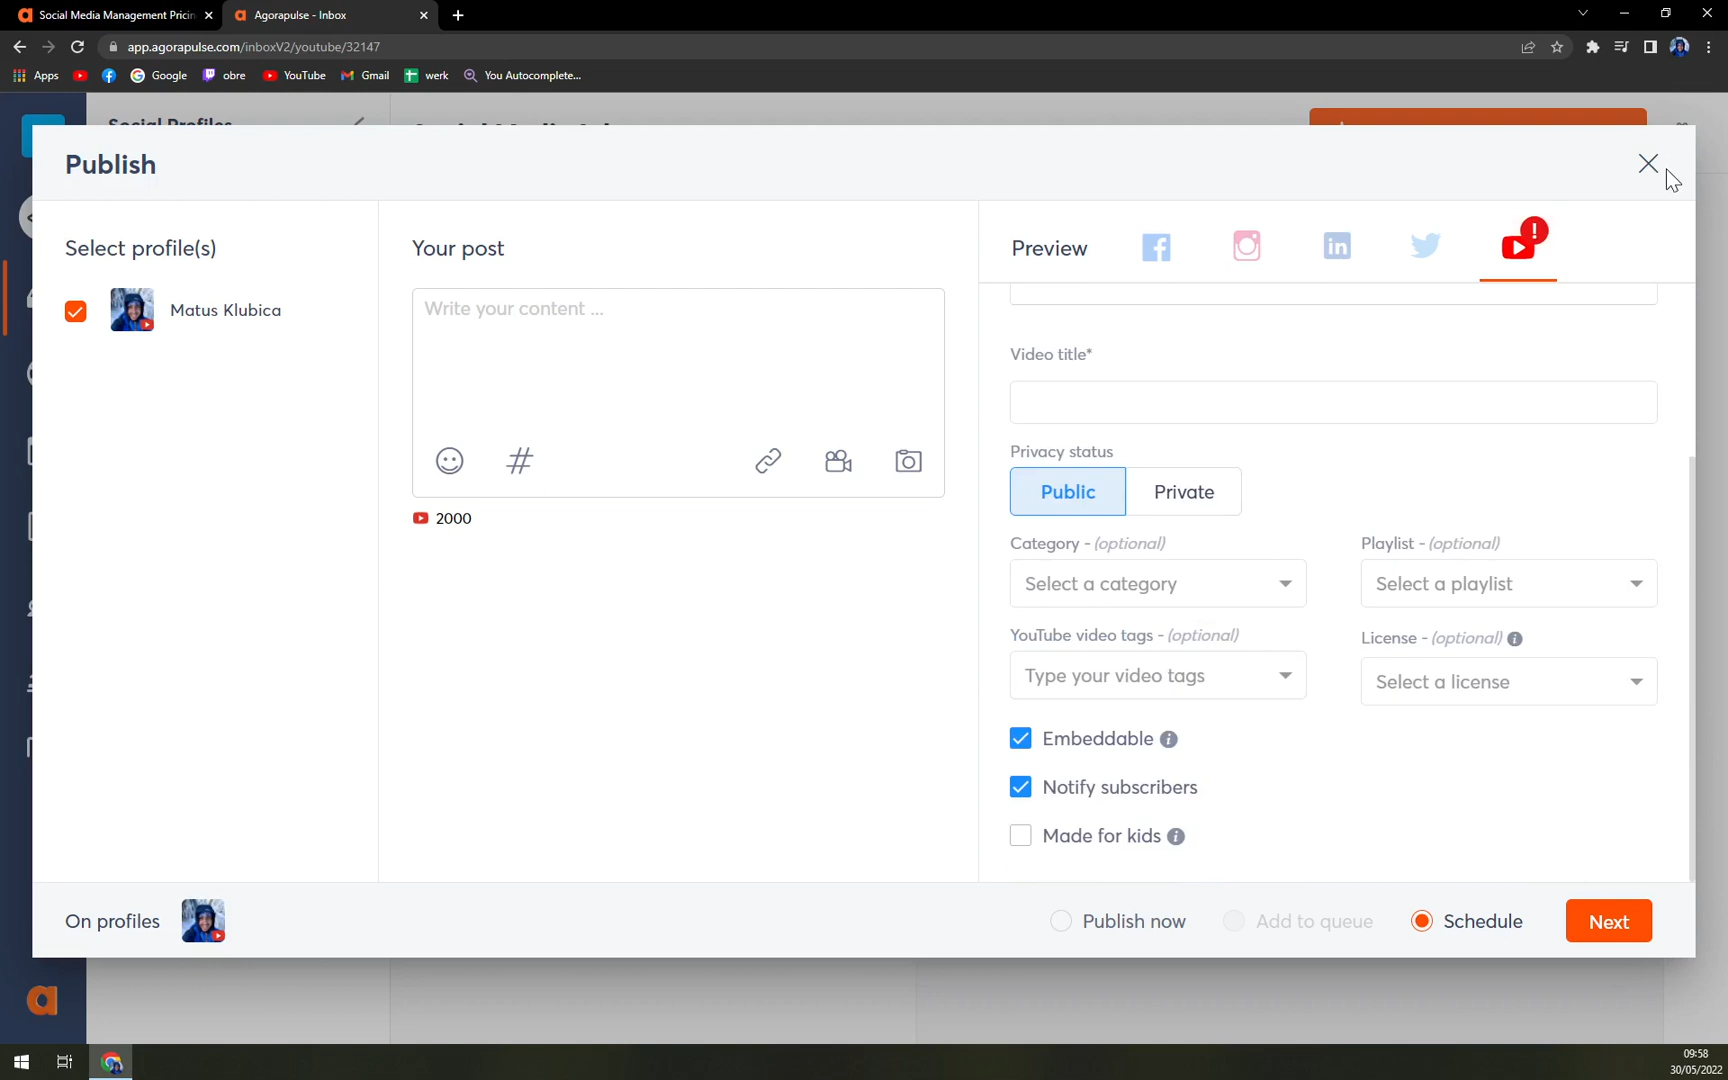 Social Media Management Pricin
Agorapulse - Inbox
app.agorapulse.com/inboxV2/youtube/32147
Apps
Google
obre
YouTube
Gmail
werk
You Autocomplete...
Social Profiles
Publish
Select profile(s)
Matus Klubica
Your post
Write your content ...
#
2000
Preview
in
!
Video title*
Privacy status
Public
Private
Category - (optional)
Playlist - (optional)
Select a category
Select a playlist
YouTube video tags - (optional)
License - (optional)
Type your video tags
Select a license
Embeddable
Notify subscribers
Made for kids
On profiles
Publish now
Add to queue
Schedule
Next
09:58
30/05/2022